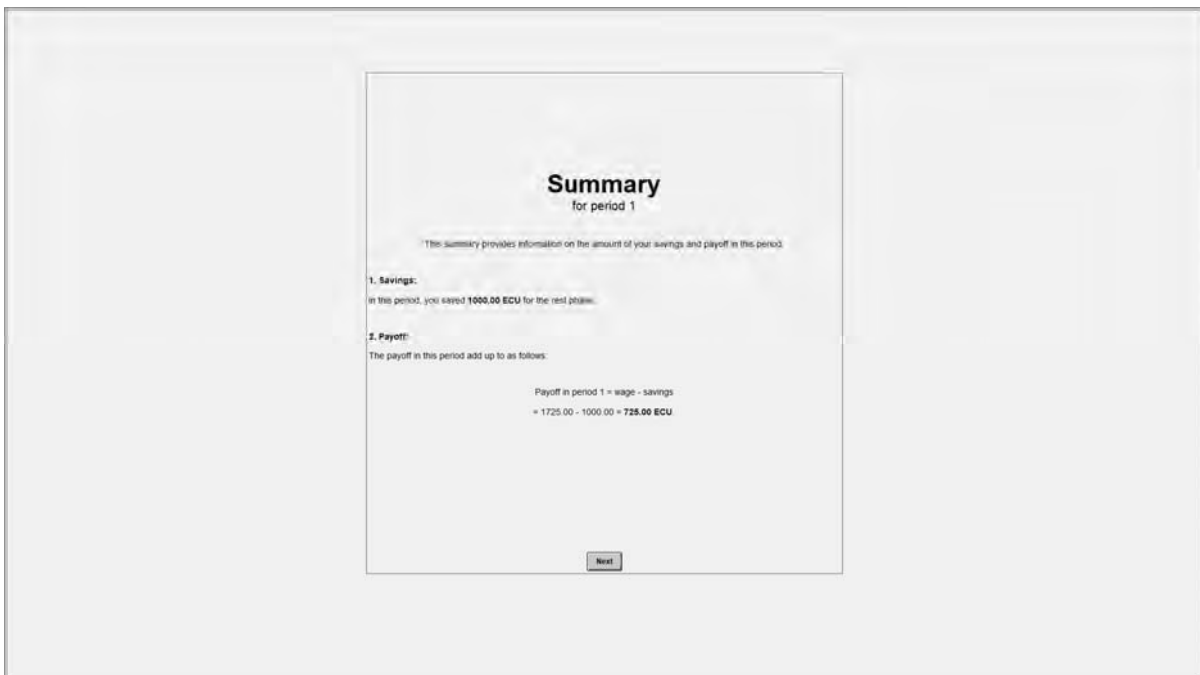 Summary
for period 1
This summary provides information on the amount of your savings and payoff in this period.
1. Savings:
In this period, you saved 1000.00 ECU for the rest phase.
2. Payoff:
The payoff in this period add up to as follows:
Payoff in period 1 = wage - savings
= 1725.00 - 1000.00 = 725.00 ECU
Next